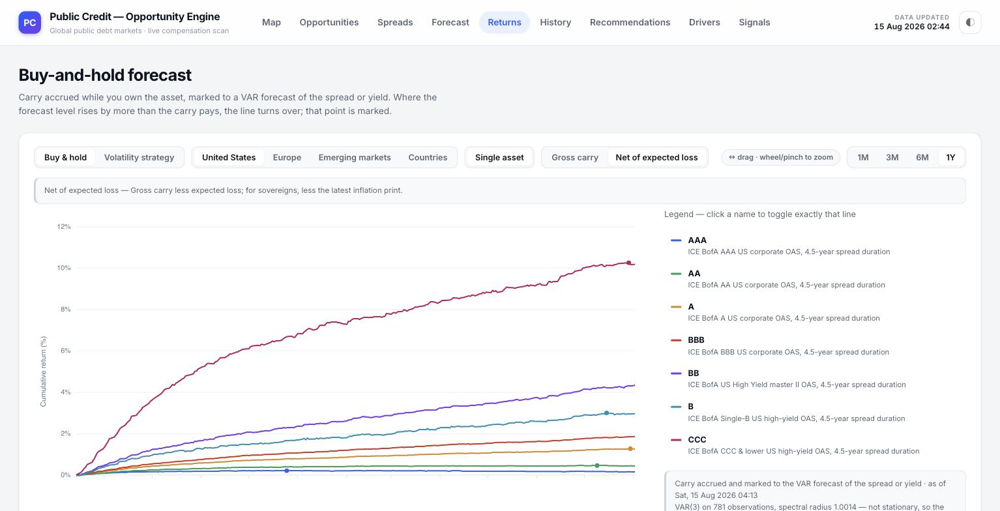 PC
Public Credit — Opportunity Engine
Global public debt markets · live compensation scan
Map
Opportunities
Spreads
Forecast
Returns
History
Recommendations
Drivers
Signals
DATA UPDATED
15 Aug 2026 02:44
Buy-and-hold forecast
Carry accrued while you own the asset, marked to a VAR forecast of the spread or yield. Where the
forecast level rises by more than the carry pays, the line turns over; that point is marked.
Buy & hold
Volatility strategy
United States
Europe
Emerging markets
Countries
Single asset
Gross carry
Net of expected loss
↔ drag · wheel/pinch to zoom
1M
3M
6M
1Y
Net of expected loss — Gross carry less expected loss; for sovereigns, less the latest inflation print.
Cumulative return (%)
12%
10%
8%
6%
4%
2%
0%
Legend — click a name to toggle exactly that line
AAA
ICE BofA AAA US corporate OAS, 4.5-year spread duration
AA
ICE BofA AA US corporate OAS, 4.5-year spread duration
A
ICE BofA A US corporate OAS, 4.5-year spread duration
BBB
ICE BofA BBB US corporate OAS, 4.5-year spread duration
BB
ICE BofA US High Yield master II OAS, 4.5-year spread duration
B
ICE BofA Single-B US high-yield OAS, 4.5-year spread duration
CCC
ICE BofA CCC & lower US high-yield OAS, 4.5-year spread duration
Carry accrued and marked to the VAR forecast of the spread or yield · as of
Sat, 15 Aug 2026 04:13
VAR(3) on 781 observations, spectral radius 1.0014 — not stationary, so the